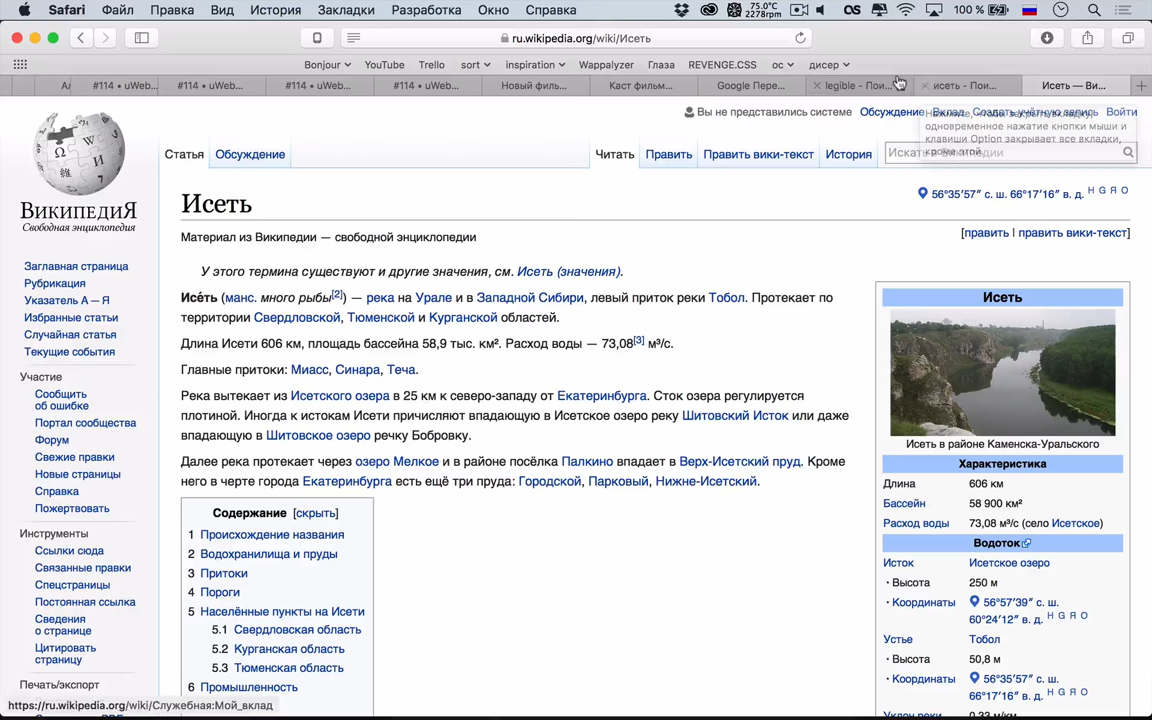 Safari Файл Правка Вид История Закладки Разработка Окно Справка 75.0°C 2278rpm 100 %
ru.wikipedia.org/wiki/Исеть
Bonjour YouTube Trello sort inspiration Wappalyzer Глаза REVENGE.CSS ос дисер
#114 • uWeb... #114 • uWeb... #114 • uWeb... #114 • uWeb... Новый филь... Каст фильм... Google Пере... legible - Пои... исеть - Пои... Исеть — Ви...
Вы не представились системе Обсуждение Вклад Создать учётную запись Войти
Нажмите, чтобы закрыть вкладку;
одновременное нажатие кнопки мыши и
клавиши Option закрывает все вкладки,
кроме этой.
Статья Обсуждение Читать Править Править вики-текст История Искать в Википедии
ВИКИПЕДИЯ
Свободная энциклопедия
56°35′57″ с. ш. 66°17′16″ в. д. H G Я O
Исеть
Материал из Википедии — свободной энциклопедии
[править | править вики-текст]
У этого термина существуют и другие значения, см. Исеть (значения).
Исе́ть (манс. много рыбы[2]) — река на Урале и в Западной Сибири, левый приток реки Тобол. Протекает по
территории Свердловской, Тюменской и Курганской областей.
Длина Исети 606 км, площадь бассейна 58,9 тыс. км². Расход воды — 73,08[3] м³/с.
Главные притоки: Миасс, Синара, Теча.
Река вытекает из Исетского озера в 25 км к северо-западу от Екатеринбурга. Сток озера регулируется
плотиной. Иногда к истокам Исети причисляют впадающую в Исетское озеро реку Шитовский Исток или даже
впадающую в Шитовское озеро речку Бобровку.
Далее река протекает через озеро Мелкое и в районе посёлка Палкино впадает в Верх-Исетский пруд. Кроме
него в черте города Екатеринбурга есть ещё три пруда: Городской, Парковый, Нижне-Исетский.
Содержание [скрыть]
1 Происхождение названия
2 Водохранилища и пруды
3 Притоки
4 Пороги
5 Населённые пункты на Исети
5.1 Свердловская область
5.2 Курганская область
5.3 Тюменская область
6 Промышленность
Заглавная страница
Рубрикация
Указатель А — Я
Избранные статьи
Случайная статья
Текущие события
Участие
Сообщить
об ошибке
Портал сообщества
Форум
Свежие правки
Новые страницы
Справка
Пожертвовать
Инструменты
Ссылки сюда
Связанные правки
Спецстраницы
Постоянная ссылка
Сведения
о странице
Цитировать
страницу
Печать/экспорт
https://ru.wikipedia.org/wiki/Служебная:Мой_вклад
Исеть
Исеть в районе Каменска-Уральского
Характеристика
Длина 606 км
Бассейн 58 900 км²
Расход воды 73,08 м³/с (село Исетское)
Водоток
Исток Исетское озеро
· Высота 250 м
· Координаты 56°57′39″ с. ш.
60°24′12″ в. д. H G Я O
Устье Тобол
· Высота 50,8 м
· Координаты 56°35′57″ с. ш.
66°17′16″ в. д. H G Я O
Уклон реки 0,33 м/км